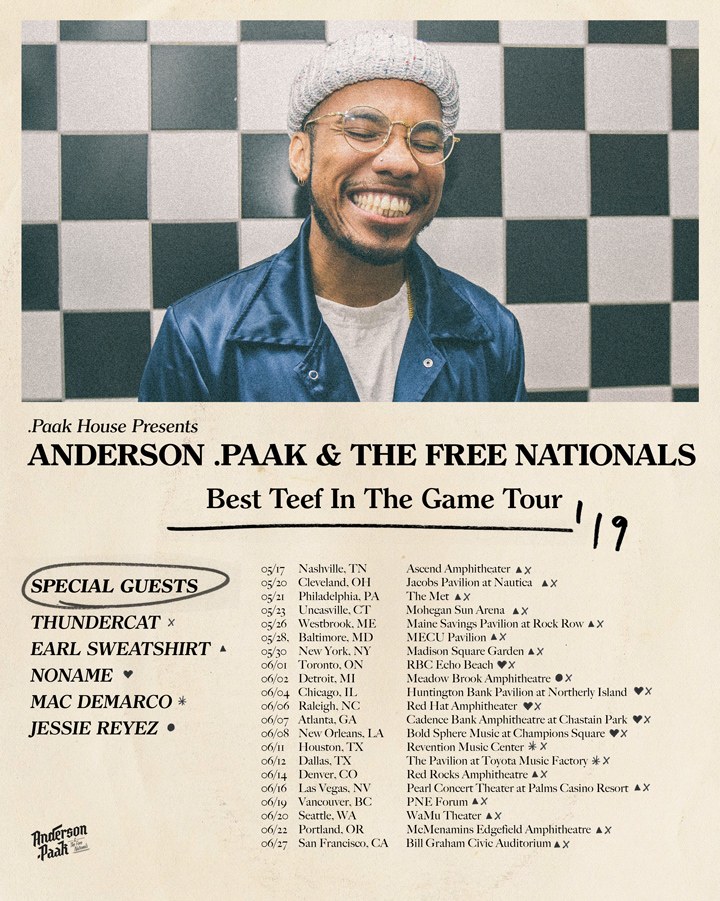 .Paak House Presents
ANDERSON .PAAK & THE FREE NATIONALS
Best Teef In The Game Tour
'19
SPECIAL GUESTS
THUNDERCAT x
EARL SWEATSHIRT ▲
NONAME ♥
MAC DEMARCO ✳
JESSIE REYEZ ●
05/17 Nashville, TN Ascend Amphitheater ▲x
05/20 Cleveland, OH Jacobs Pavilion at Nautica ▲x
05/21 Philadelphia, PA The Met ▲x
05/23 Uncasville, CT Mohegan Sun Arena ▲x
05/26 Westbrook, ME Maine Savings Pavilion at Rock Row ▲x
05/28, Baltimore, MD MECU Pavilion ▲x
05/30 New York, NY Madison Square Garden ▲x
06/01 Toronto, ON RBC Echo Beach ♥x
06/02 Detroit, MI Meadow Brook Amphitheatre ●x
06/04 Chicago, IL Huntington Bank Pavilion at Northerly Island ♥x
06/06 Raleigh, NC Red Hat Amphitheater ♥x
06/07 Atlanta, GA Cadence Bank Amphitheatre at Chastain Park ♥x
06/08 New Orleans, LA Bold Sphere Music at Champions Square ♥x
06/11 Houston, TX Revention Music Center ✳x
06/12 Dallas, TX The Pavilion at Toyota Music Factory ✳x
06/14 Denver, CO Red Rocks Amphitheatre ▲x
06/16 Las Vegas, NV Pearl Concert Theater at Palms Casino Resort ▲x
06/19 Vancouver, BC PNE Forum ▲x
06/20 Seattle, WA WaMu Theater ▲x
06/22 Portland, OR McMenamins Edgefield Amphitheatre ▲x
06/27 San Francisco, CA Bill Graham Civic Auditorium ▲x
Anderson
.Paak